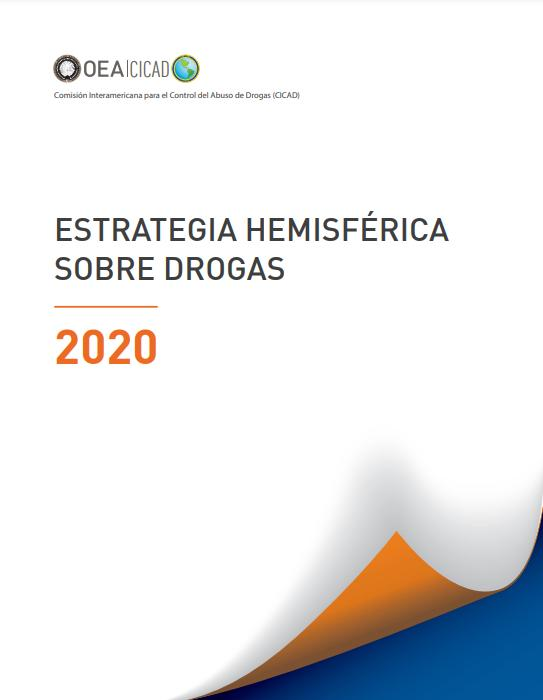 OEA|CICAD
Comisión Interamericana para el Control del Abuso de Drogas (CICAD)
ESTRATEGIA HEMISFÉRICA
SOBRE DROGAS
2020